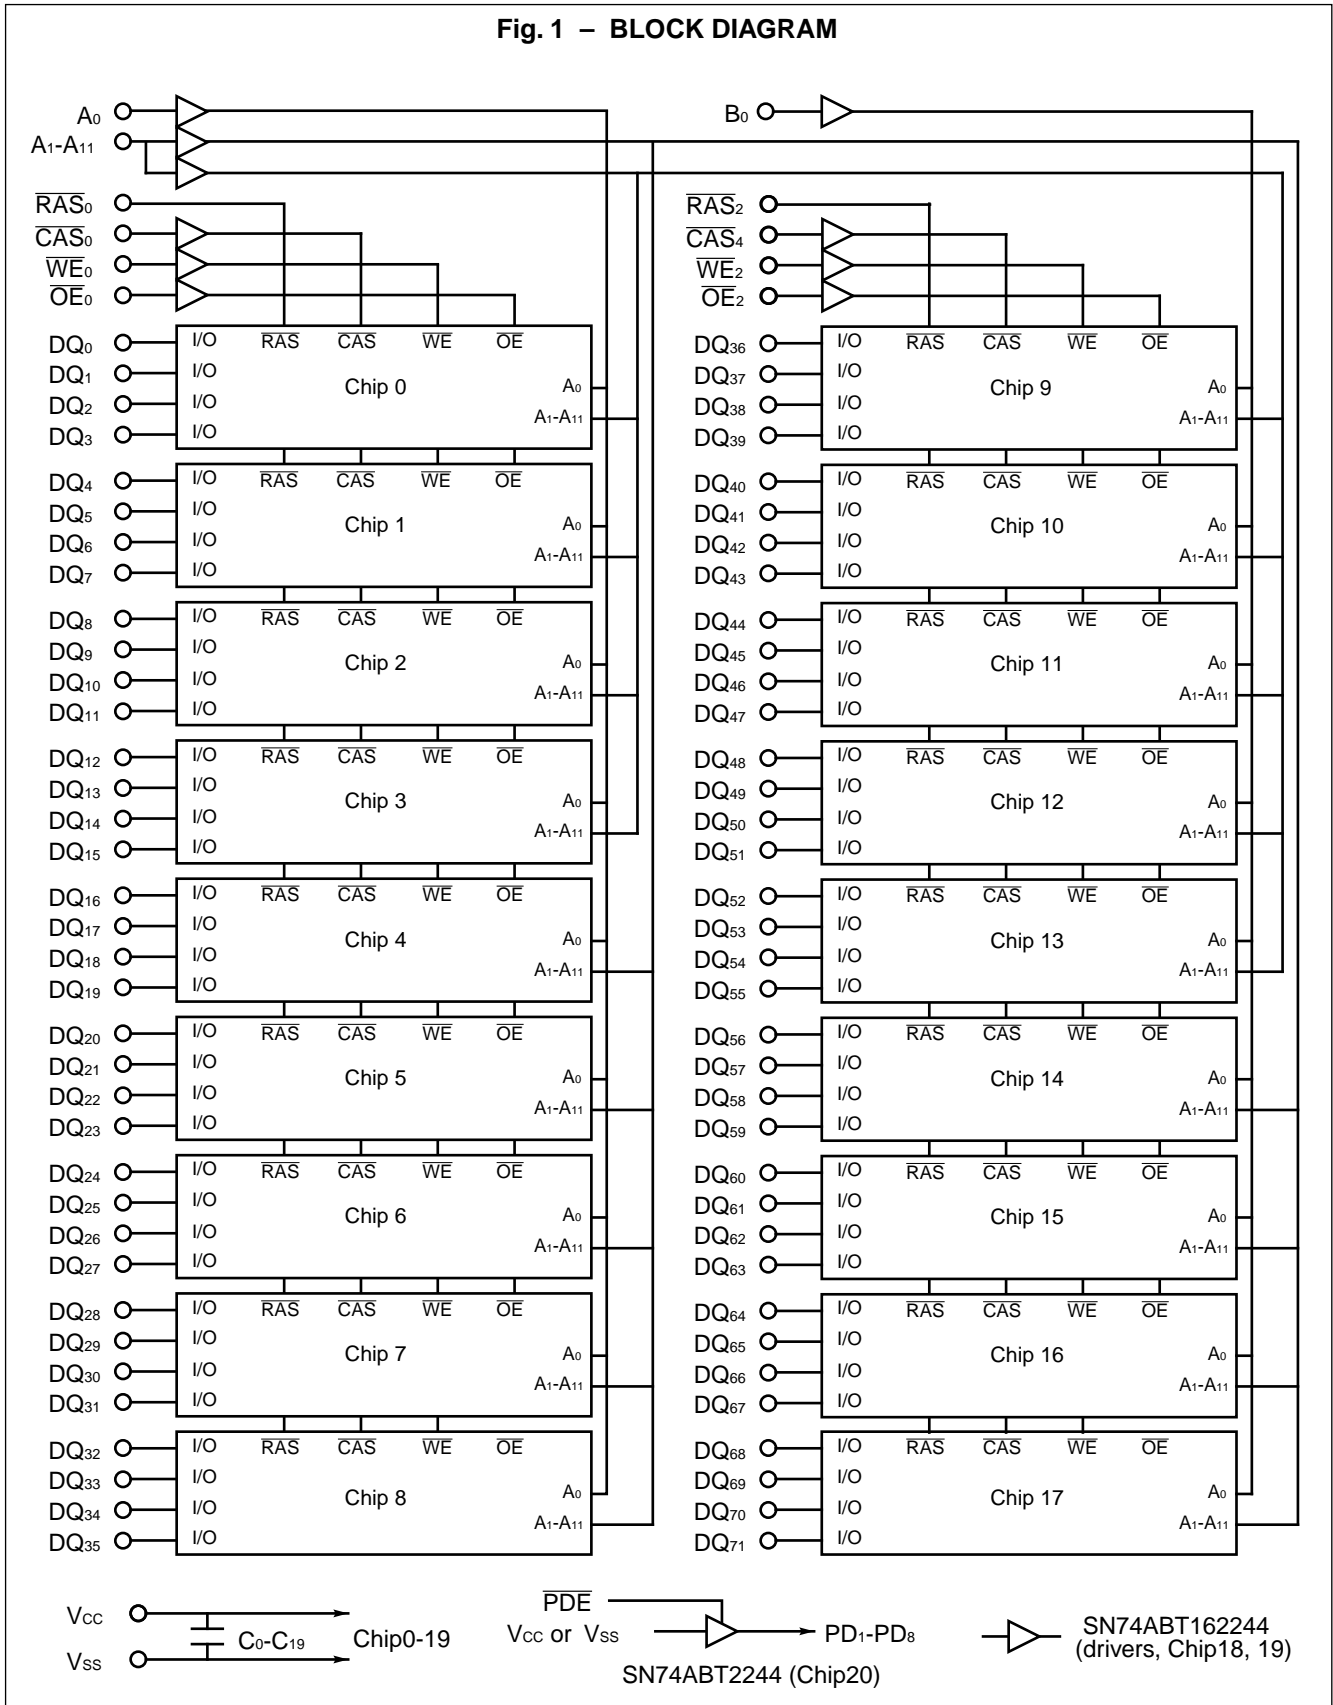 Fig. 1 – BLOCK DIAGRAM
A0
A1-A11
RAS0
CAS0
WE0
OE0
DQ0 I/O RAS CAS WE OE
DQ1 I/O Chip 0 A0
DQ2 I/O A1-A11
DQ3 I/O
DQ4 I/O RAS CAS WE OE
DQ5 I/O Chip 1 A0
DQ6 I/O A1-A11
DQ7 I/O
DQ8 I/O RAS CAS WE OE
DQ9 I/O Chip 2 A0
DQ10 I/O A1-A11
DQ11 I/O
DQ12 I/O RAS CAS WE OE
DQ13 I/O Chip 3 A0
DQ14 I/O A1-A11
DQ15 I/O
DQ16 I/O RAS CAS WE OE
DQ17 I/O Chip 4 A0
DQ18 I/O A1-A11
DQ19 I/O
DQ20 I/O RAS CAS WE OE
DQ21 I/O Chip 5 A0
DQ22 I/O A1-A11
DQ23 I/O
DQ24 I/O RAS CAS WE OE
DQ25 I/O Chip 6 A0
DQ26 I/O A1-A11
DQ27 I/O
DQ28 I/O RAS CAS WE OE
DQ29 I/O Chip 7 A0
DQ30 I/O A1-A11
DQ31 I/O
DQ32 I/O RAS CAS WE OE
DQ33 I/O Chip 8 A0
DQ34 I/O A1-A11
DQ35 I/O
B0
RAS2
CAS4
WE2
OE2
DQ36 I/O RAS CAS WE OE
DQ37 I/O Chip 9 A0
DQ38 I/O A1-A11
DQ39 I/O
DQ40 I/O RAS CAS WE OE
DQ41 I/O Chip 10 A0
DQ42 I/O A1-A11
DQ43 I/O
DQ44 I/O RAS CAS WE OE
DQ45 I/O Chip 11 A0
DQ46 I/O A1-A11
DQ47 I/O
DQ48 I/O RAS CAS WE OE
DQ49 I/O Chip 12 A0
DQ50 I/O A1-A11
DQ51 I/O
DQ52 I/O RAS CAS WE OE
DQ53 I/O Chip 13 A0
DQ54 I/O A1-A11
DQ55 I/O
DQ56 I/O RAS CAS WE OE
DQ57 I/O Chip 14 A0
DQ58 I/O A1-A11
DQ59 I/O
DQ60 I/O RAS CAS WE OE
DQ61 I/O Chip 15 A0
DQ62 I/O A1-A11
DQ63 I/O
DQ64 I/O RAS CAS WE OE
DQ65 I/O Chip 16 A0
DQ66 I/O A1-A11
DQ67 I/O
DQ68 I/O RAS CAS WE OE
DQ69 I/O Chip 17 A0
DQ70 I/O A1-A11
DQ71 I/O
VCC
C0-C19 Chip0-19
VSS
PDE
VCC or VSS PD1-PD8
SN74ABT2244 (Chip20)
SN74ABT162244
(drivers, Chip18, 19)